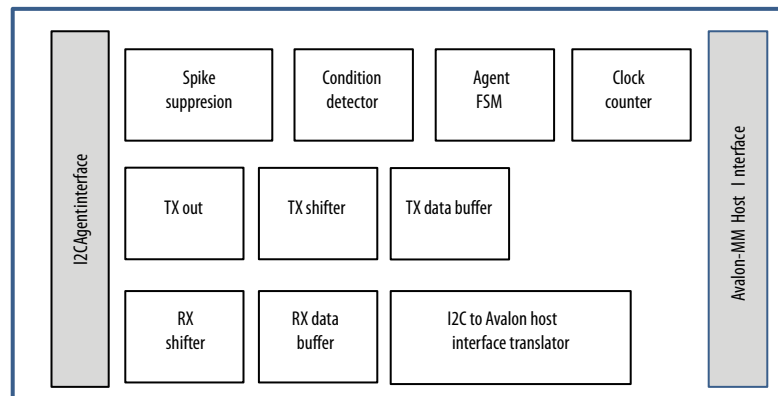 I2CAgentinterface
Spike
suppresion
Condition
detector
Agent
FSM
Clock
counter
TX out
TX shifter
TX data buffer
RX
shifter
RX data
buffer
I2C to Avalon host
interface translator
Avalon-MM Host I nterface